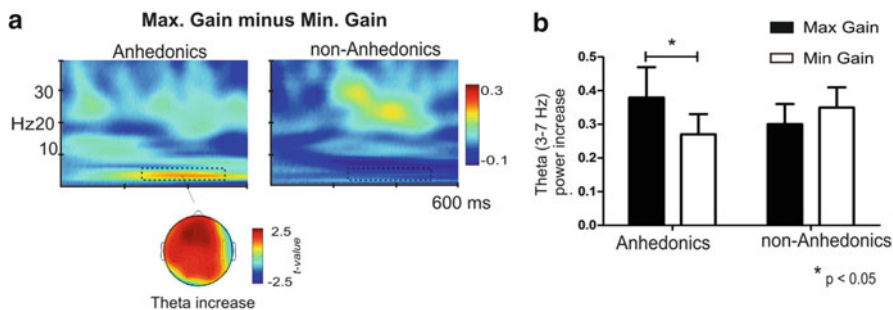 a
Max. Gain minus Min. Gain
Anhedonics
non-Anhedonics
30
Hz20
10
0.3
-0.1
600 ms
2.5
-2.5
t-value
Theta increase
b
Max Gain
Min Gain
Theta (3-7 Hz)
power increase
0.5
0.4
0.3
0.2
0.1
0.0
*
Anhedonics
non-Anhedonics
* p < 0.05